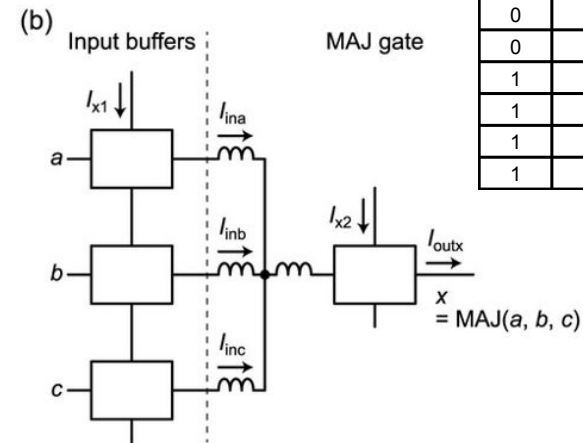 (b)
Input buffers
MAJ gate
0
0
1
1
1
1
Ix1
Iina
a
Ix2
Ioutx
Iinb
b
x
= MAJ(a, b, c)
Iinc
c